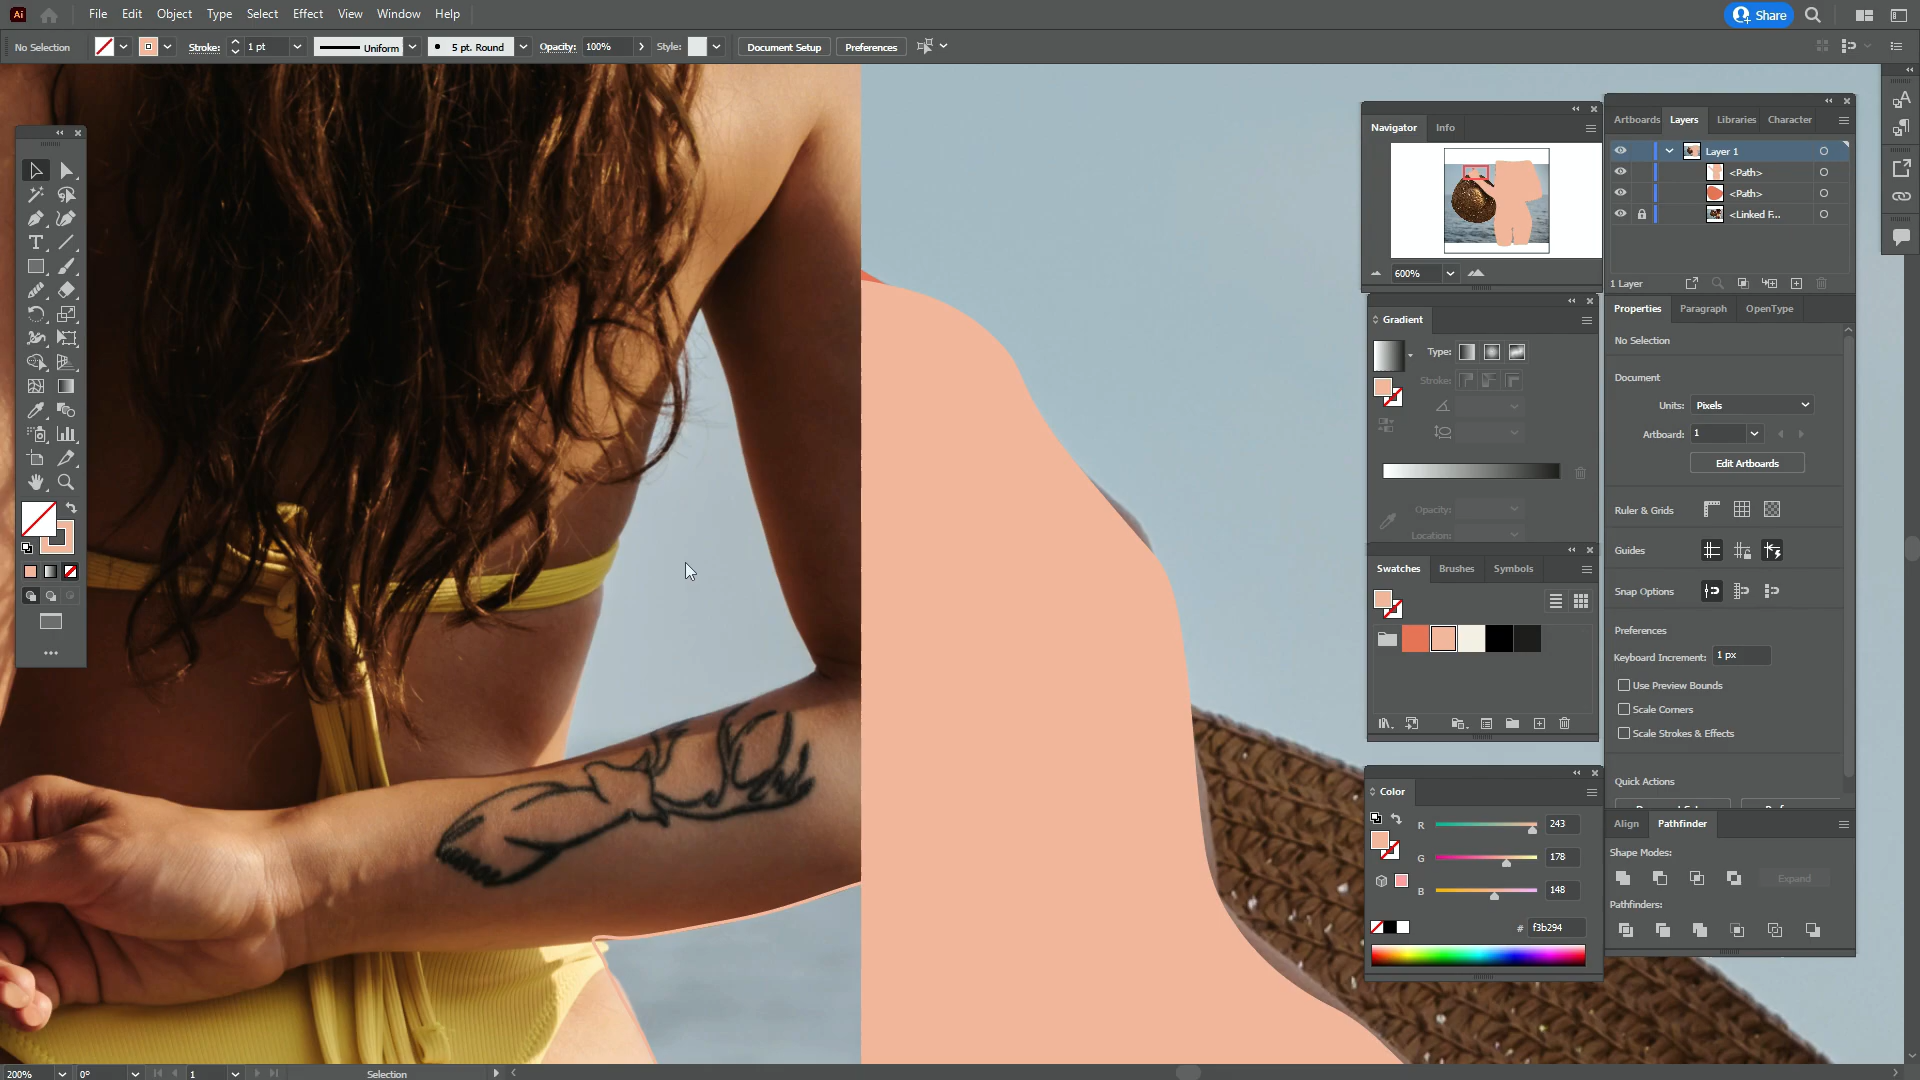 Ai File Edit Object Type Select Effect View Window Help Share
No Selection Stroke: 1 pt Uniform 5 pt. Round Opacity: 100% Style: Document Setup Preferences
Navigator Info
600%
Artboards Layers Libraries Character
Layer 1
<Path>
<Path>
<Linked F...
1 Layer
Gradient
Type:
Stroke:
Opacity:
Location:
Properties Paragraph OpenType
No Selection
Document
Units: Pixels
Artboard: 1
Edit Artboards
Ruler & Grids
Guides
Snap Options
Preferences
Keyboard Increment: 1 px
Use Preview Bounds
Scale Corners
Scale Strokes & Effects
Quick Actions
Swatches Brushes Symbols
Color
R 243
G 178
B 148
# f3b294
Align Pathfinder
Shape Modes:
Expand
Pathfinders:
200% 0° 1 Selection